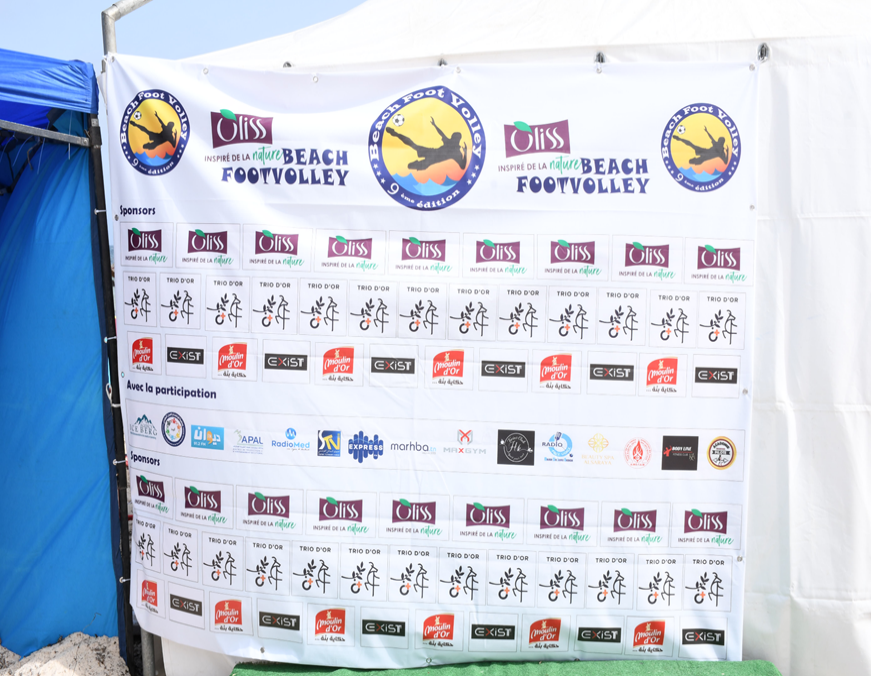 Beach Foot Volley
9ème édition
Oliss
INSPIRÉ DE LA nature
BEACH
FOOTVOLLEY
Beach Foot Volley
9ème édition
Oliss
INSPIRÉ DE LA nature
BEACH
FOOTVOLLEY
Beach Foot Volley
9ème édition
Sponsors
Oliss Oliss Oliss Oliss Oliss Oliss Oliss Oliss Oliss
INSPIRÉ DE LA nature INSPIRÉ DE LA nature INSPIRÉ DE LA nature INSPIRÉ DE LA nature INSPIRÉ DE LA nature INSPIRÉ DE LA nature INSPIRÉ DE LA nature INSPIRÉ DE LA nature INSPIRÉ DE LA nature
TRIO D'OR TRIO D'OR TRIO D'OR TRIO D'OR TRIO D'OR TRIO D'OR TRIO D'OR TRIO D'OR TRIO D'OR TRIO D'OR TRIO D'OR TRIO D'OR TRIO D'OR
Moulin d'Or EXIST Moulin d'Or EXIST Moulin d'Or EXIST Moulin d'Or EXIST Moulin d'Or EXIST Moulin d'Or EXIST
Avec la participation
APAL RadioMed EXPRESS marhba MAXGYM RADIO BODY LINE
Sponsors
Oliss Oliss Oliss Oliss Oliss Oliss Oliss Oliss Oliss
INSPIRÉ DE LA nature INSPIRÉ DE LA nature INSPIRÉ DE LA nature INSPIRÉ DE LA nature INSPIRÉ DE LA nature INSPIRÉ DE LA nature INSPIRÉ DE LA nature INSPIRÉ DE LA nature INSPIRÉ DE LA nature
TRIO D'OR TRIO D'OR TRIO D'OR TRIO D'OR TRIO D'OR TRIO D'OR TRIO D'OR TRIO D'OR TRIO D'OR TRIO D'OR TRIO D'OR TRIO D'OR TRIO D'OR
Moulin d'Or EXIST Moulin d'Or EXIST Moulin d'Or EXIST Moulin d'Or EXIST Moulin d'Or EXIST Moulin d'Or EXIST